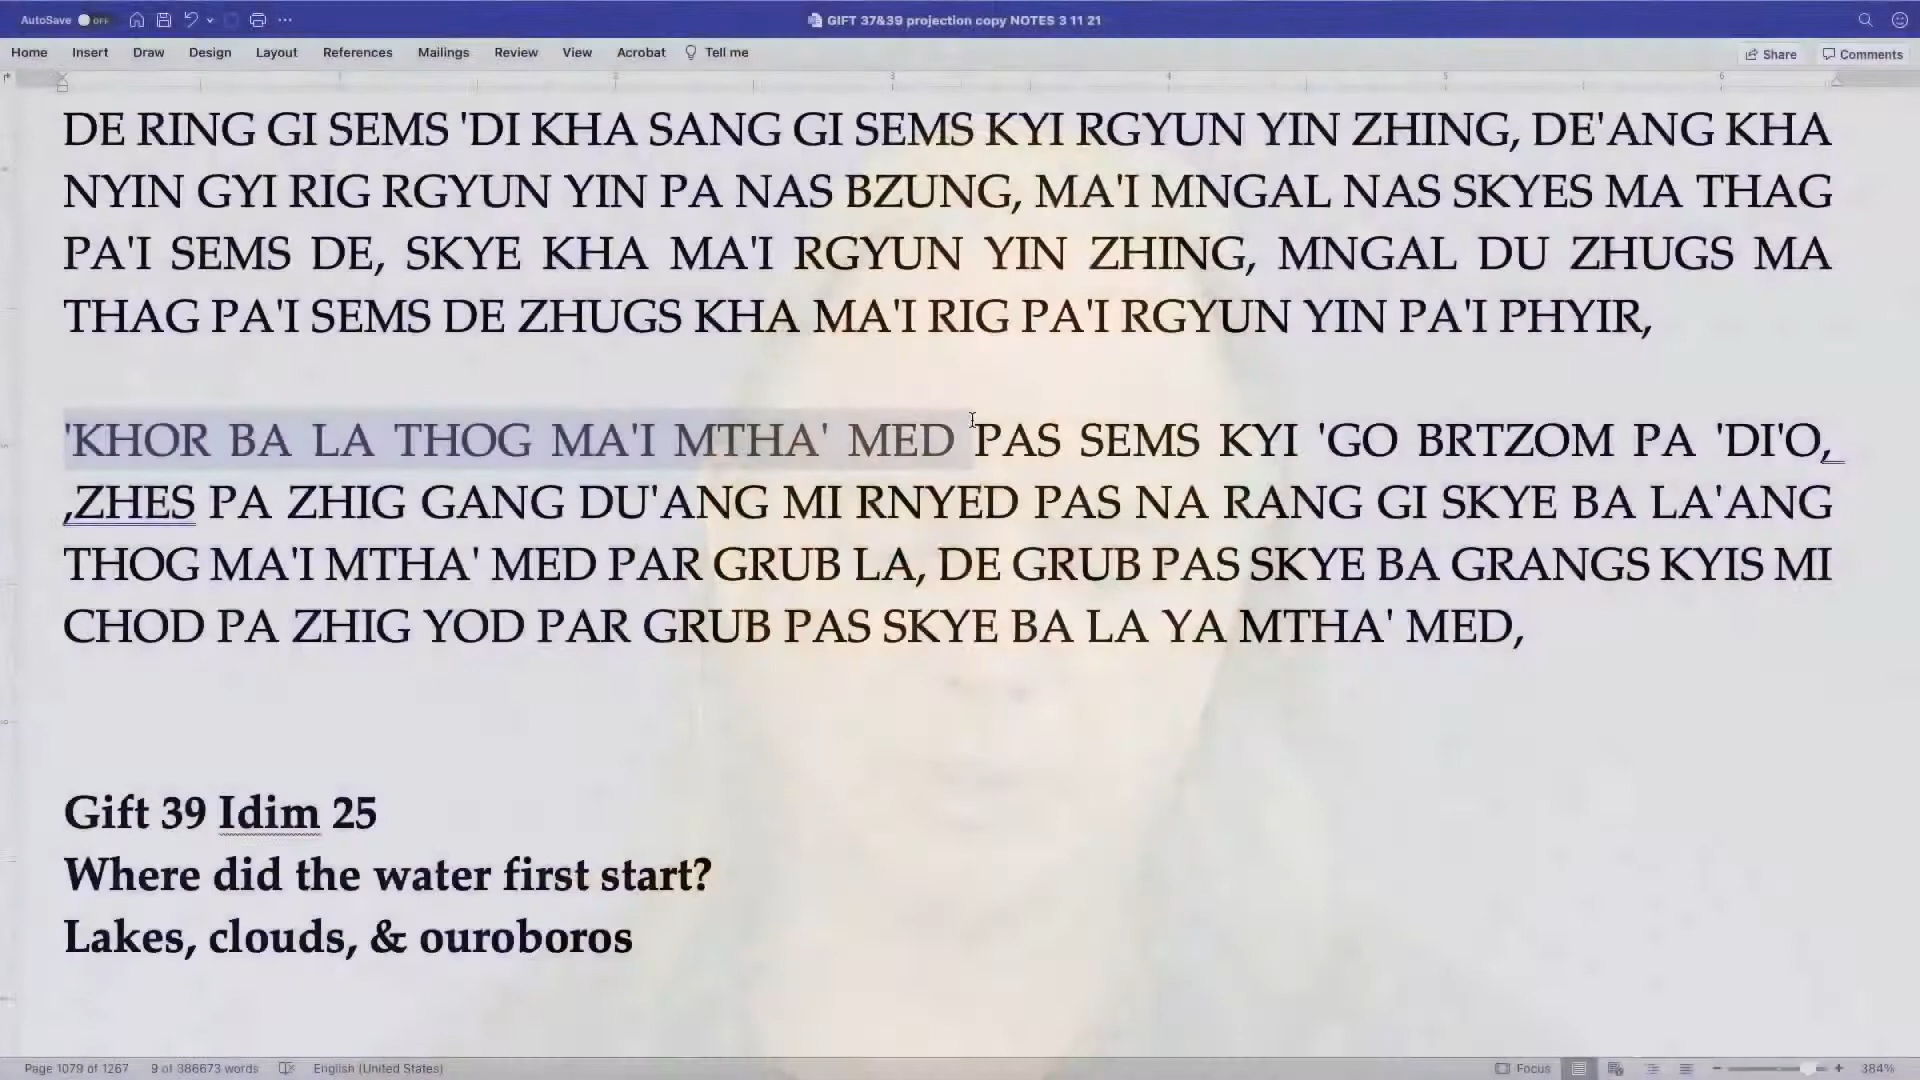 AutoSave OFF GIFT 37&39 projection copy NOTES 3 11 21
Home Insert Draw Design Layout References Mailings Review View Acrobat Tell me Share Comments
1 2 3 4 5 6
DE RING GI SEMS 'DI KHA SANG GI SEMS KYI RGYUN YIN ZHING, DE'ANG KHA
NYIN GYI RIG RGYUN YIN PA NAS BZUNG, MA'I MNGAL NAS SKYES MA THAG
PA'I SEMS DE, SKYE KHA MA'I RGYUN YIN ZHING, MNGAL DU ZHUGS MA
THAG PA'I SEMS DE ZHUGS KHA MA'I RIG PA'I RGYUN YIN PA'I PHYIR,
'KHOR BA LA THOG MA'I MTHA' MED PAS SEMS KYI 'GO BRTZOM PA 'DI'O,
,ZHES PA ZHIG GANG DU'ANG MI RNYED PAS NA RANG GI SKYE BA LA'ANG
THOG MA'I MTHA' MED PAR GRUB LA, DE GRUB PAS SKYE BA GRANGS KYIS MI
CHOD PA ZHIG YOD PAR GRUB PAS SKYE BA LA YA MTHA' MED,
Gift 39 Idim 25
Where did the water first start?
Lakes, clouds, & ouroboros
Page 1079 of 1267 9 of 386673 words English (United States) Focus 384%